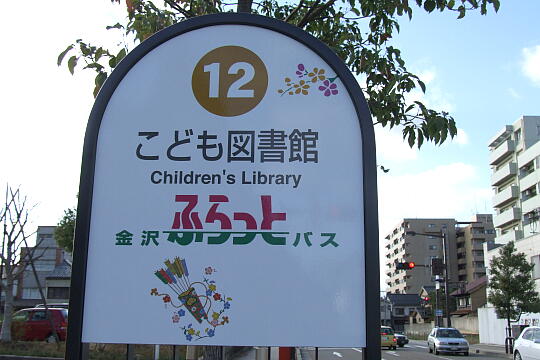 12
こども図書館
Children's Library
金沢ふらっとバス